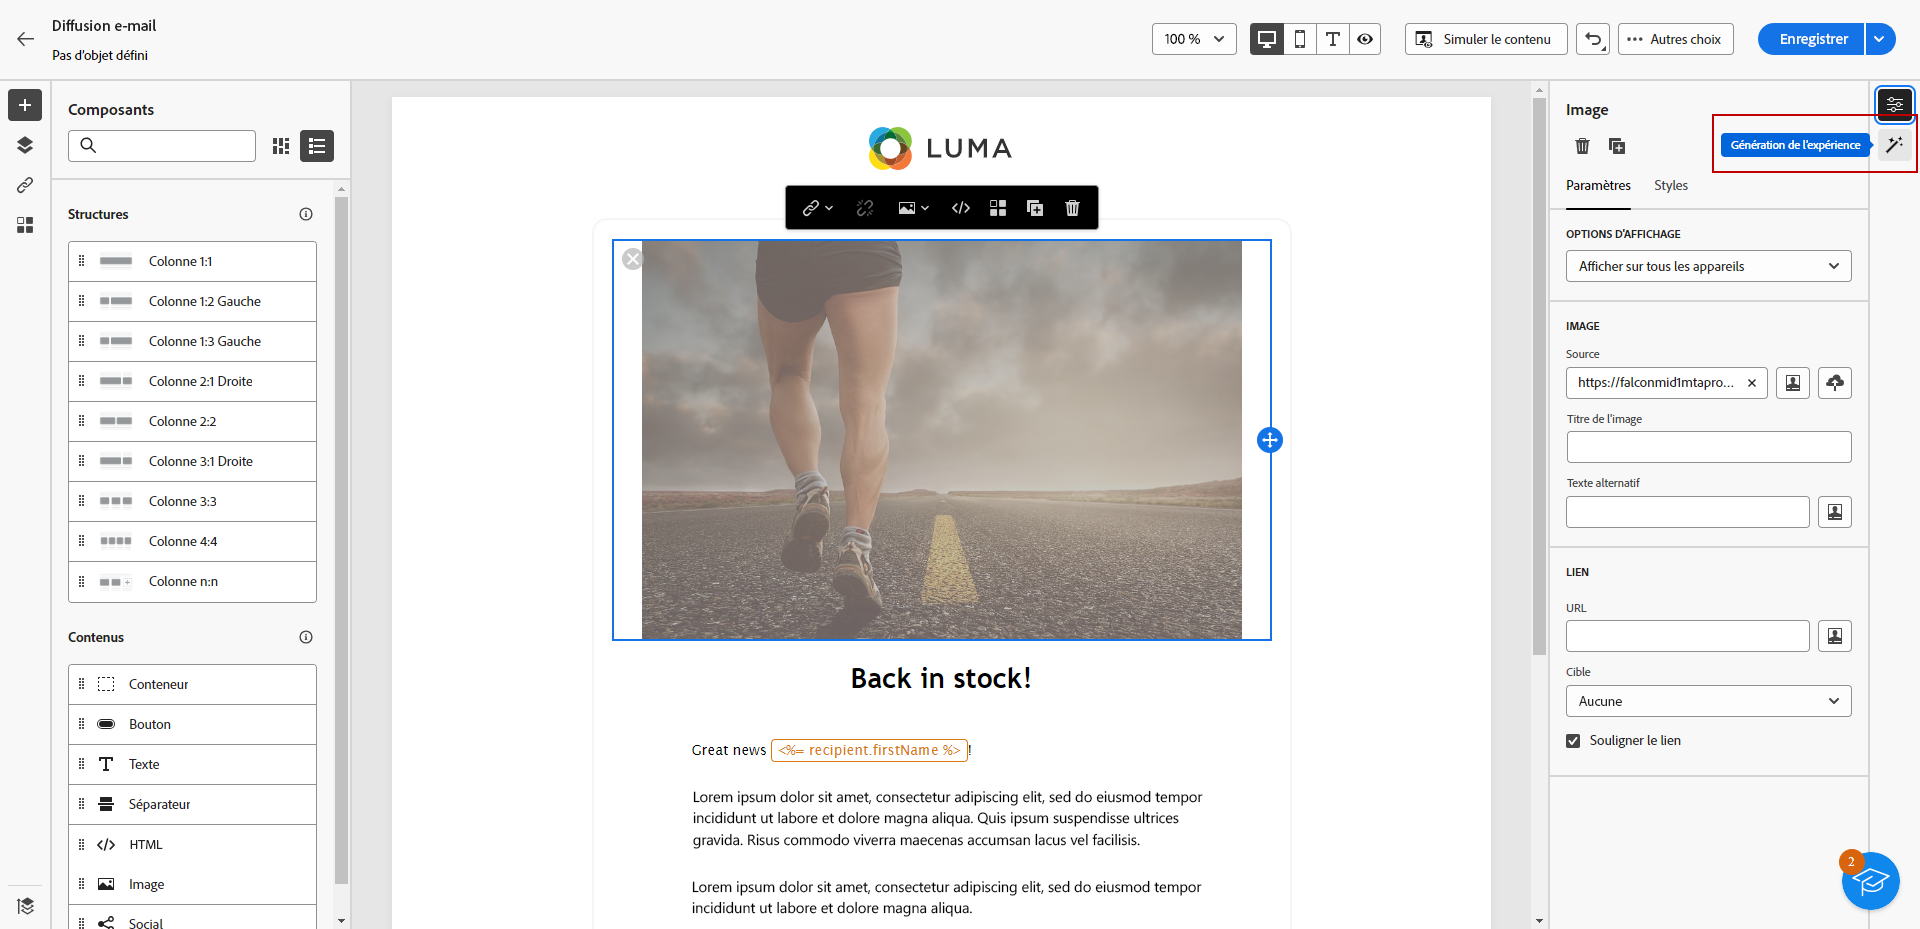 Diffusion e-mail
Pas d'objet défini
100 %
Simuler le contenu
Autres choix
Enregistrer
Composants
Structures
Colonne 1:1
Colonne 1:2 Gauche
Colonne 1:3 Gauche
Colonne 2:1 Droite
Colonne 2:2
Colonne 3:1 Droite
Colonne 3:3
Colonne 4:4
Colonne n:n
Contenus
Conteneur
Bouton
Texte
Séparateur
HTML
Image
Social
LUMA
Back in stock!
Great news <%= recipient.firstName %>!
Lorem ipsum dolor sit amet, consectetur adipiscing elit, sed do eiusmod tempor
incididunt ut labore et dolore magna aliqua. Quis ipsum suspendisse ultrices
gravida. Risus commodo viverra maecenas accumsan lacus vel facilisis.
Lorem ipsum dolor sit amet, consectetur adipiscing elit, sed do eiusmod tempor
incididunt ut labore et dolore magna aliqua.
Image
Génération de l'expérience
Paramètres
Styles
OPTIONS D'AFFICHAGE
Afficher sur tous les appareils
IMAGE
Source
https://falconmid1mtapro...
Titre de l'image
Texte alternatif
LIEN
URL
Cible
Aucune
Souligner le lien
2